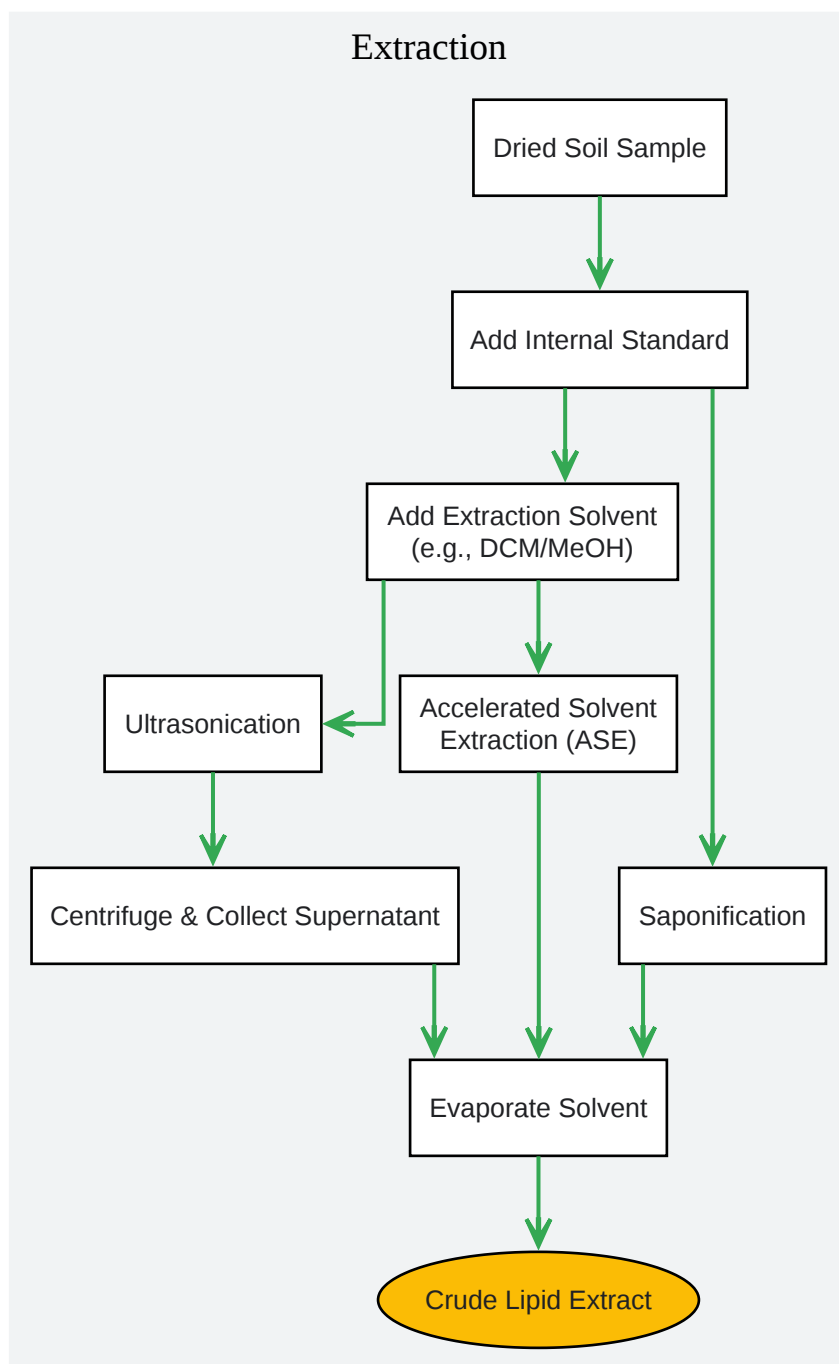 Extraction
Dried Soil Sample
Add Internal Standard
Add Extraction Solvent
(e.g., DCM/MeOH)
Ultrasonication
Accelerated Solvent
Extraction (ASE)
Centrifuge & Collect Supernatant
Saponification
Evaporate Solvent
Crude Lipid Extract